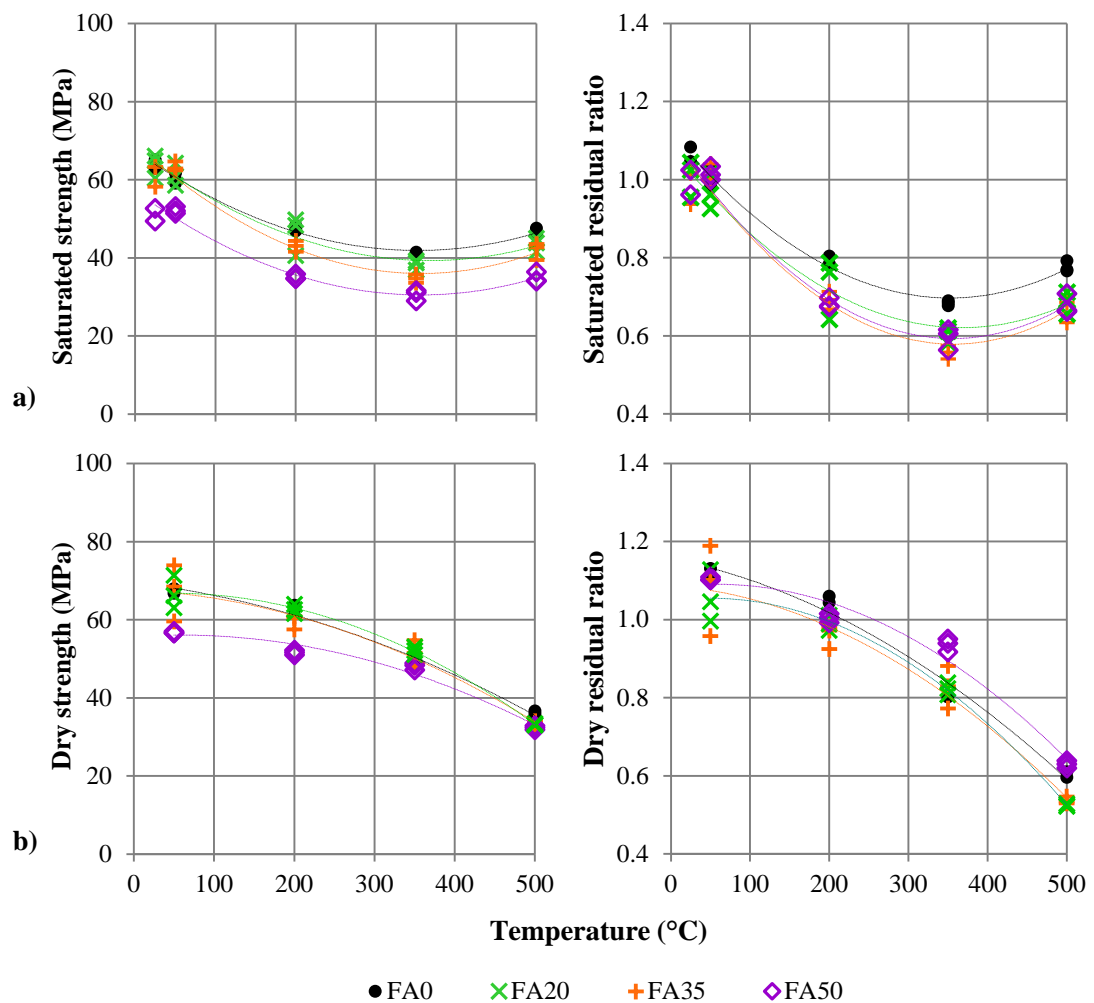 a)
Saturated strength (MPa)
100
80
60
40
20
0
Saturated residual ratio
1.4
1.2
1.0
0.8
0.6
0.4
b)
Dry strength (MPa)
100
80
60
40
20
0
0 100 200 300 400 500
Dry residual ratio
1.4
1.2
1.0
0.8
0.6
0.4
0 100 200 300 400 500
Temperature (°C)
FA0 FA20 FA35 FA50